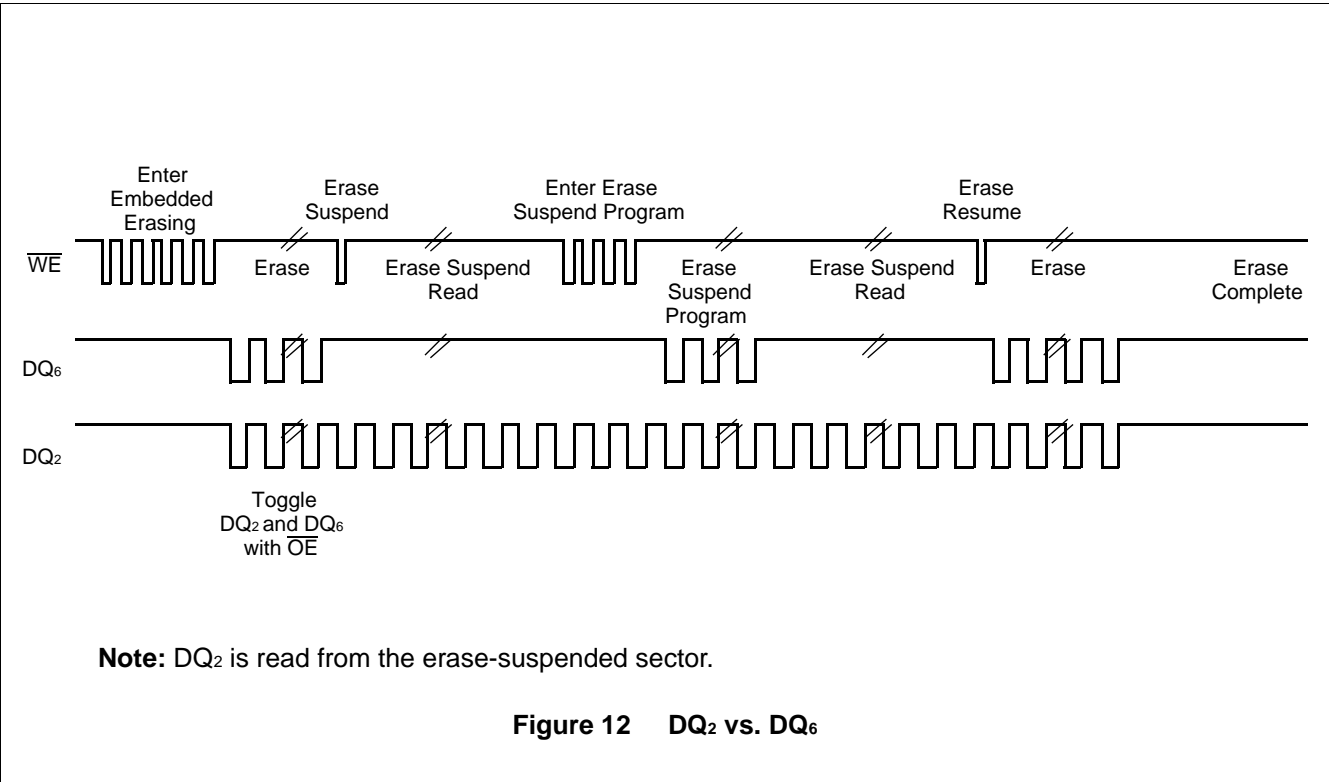 Enter
Embedded
Erasing
Erase
Suspend
Enter Erase
Suspend Program
Erase
Resume
WE
Erase
Erase Suspend
Read
Erase
Suspend
Program
Erase Suspend
Read
Erase
Erase
Complete
DQ6
DQ2
Toggle
DQ2 and DQ6
with OE
Note: DQ2 is read from the erase-suspended sector.
Figure 12 DQ2 vs. DQ6